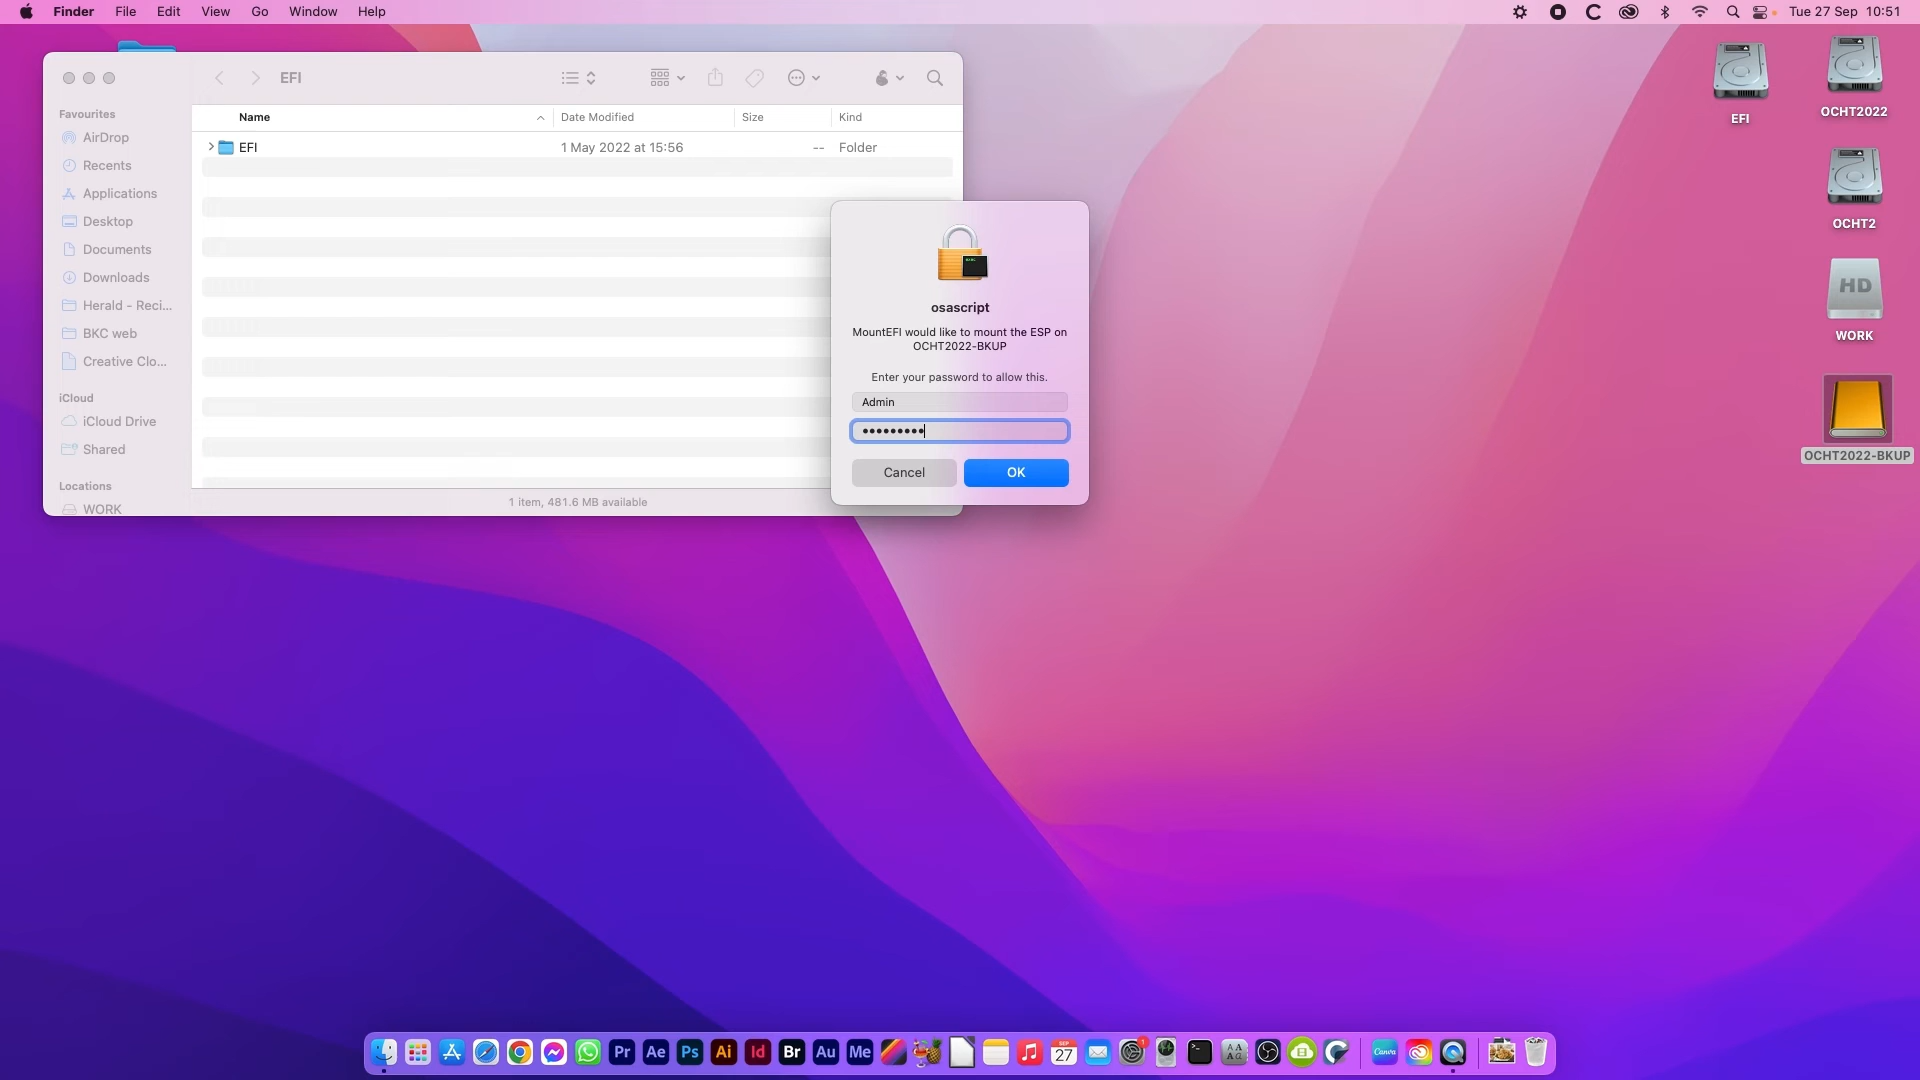 Finder File Edit View Go Window Help
Tue 27 Sep 10:51
EFI
Favourites
AirDrop
Recents
Applications
Desktop
Documents
Downloads
Herald - Reci...
BKC web
Creative Clo...
iCloud
iCloud Drive
Shared
Locations
WORK
Name Date Modified Size Kind
EFI 1 May 2022 at 15:56 -- Folder
1 item, 481.6 MB available
osascript
MountEFI would like to mount the ESP on
OCHT2022-BKUP
Enter your password to allow this.
Admin
•••••••••
Cancel OK
EFI
OCHT2022
OCHT2
HD
WORK
OCHT2022-BKUP
Pr Ae Ps Ai Id Br Au Me SEP 27 1 Canva